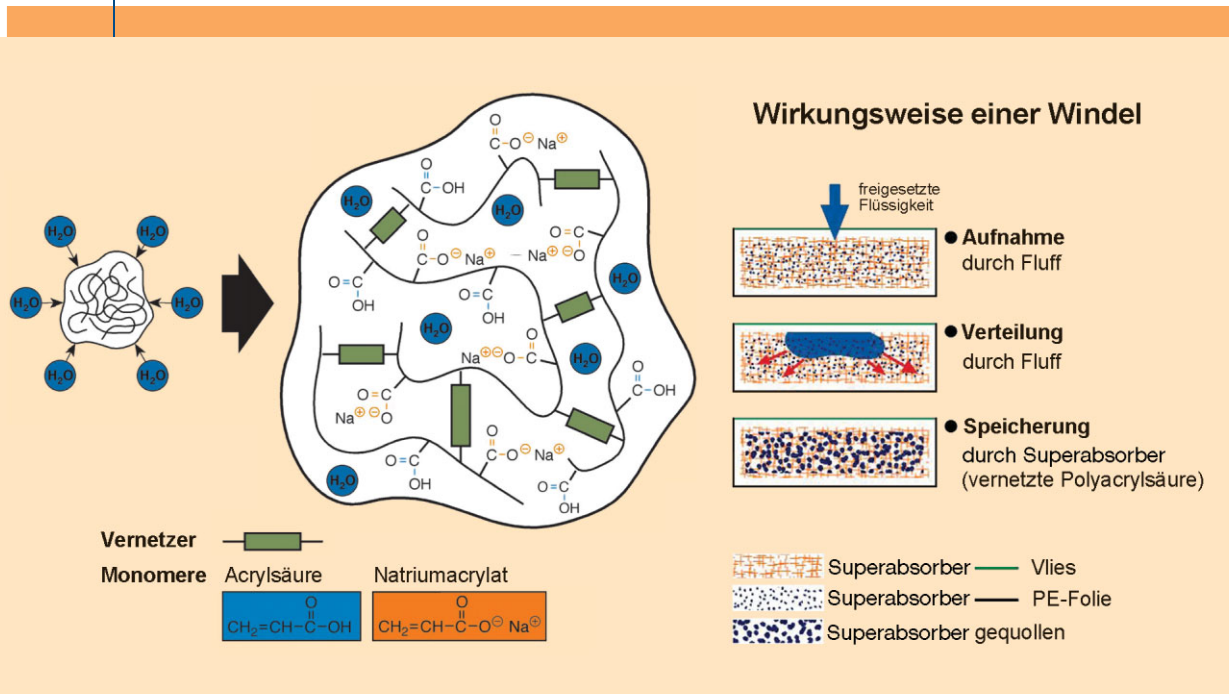 Wirkungsweise einer Windel
freigesetzte
Flüssigkeit
● Aufnahme
durch Fluff
● Verteilung
durch Fluff
● Speicherung
durch Superabsorber
(vernetzte Polyacrylsäure)
H₂O
H₂O
H₂O
H₂O
H₂O
H₂O
O
C–O⊖ Na⊕
O
C–OH
H₂O
H₂O
O
C–O⊖ Na⊕
– Na⊕⊖O
O=C
O=C
OH
O=C
OH
H₂O
H₂O
Na⊕⊖O–C
O
H₂O
O
C–OH
O=C
Na⊕⊖O
O
C–O⊖ Na⊕
O=C
OH
O=C
OH
H₂O
Vernetzer
Monomere Acrylsäure Natriumacrylat
O
CH₂=CH–C–OH
O
CH₂=CH–C–O⊖ Na⊕
Superabsorber Vlies
Superabsorber PE-Folie
Superabsorber gequollen